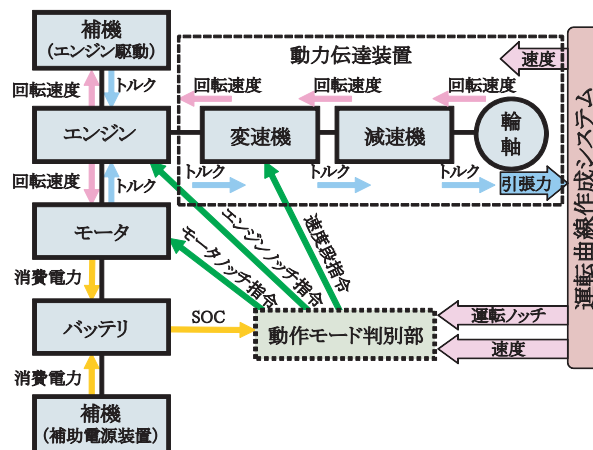 補機
(エンジン駆動)
動力伝達装置
速度
回転速度
トルク
回転速度
回転速度
回転速度
エンジン
変速機
減速機
輪
軸
回転速度
トルク
トルク
トルク
トルク
引張力
モータ
エンジンノッチ指令
速度段指令
モータノッチ指令
消費電力
バッテリ
SOC
動作モード判別部
運転ノッチ
速度
運転曲線作成システム
消費電力
補機
(補助電源装置)